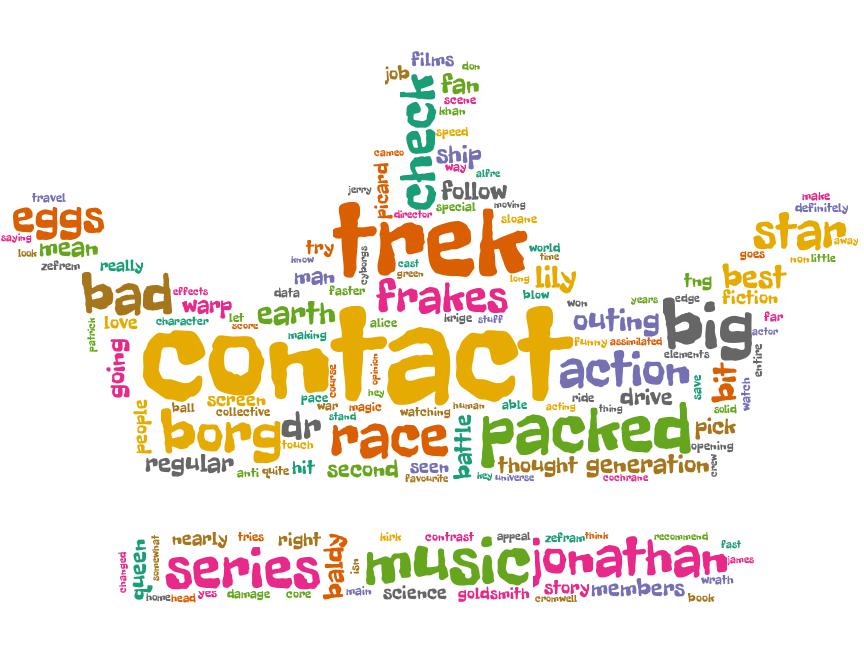 films
job
don
fan
check
scene
khan
speed
cameo
ship
way
alfre
picard
jerry
follow
moving
special
director
sloane
travel
eggs
saying
look
mean
zefrem
really
make
definitely
star
away
goes
non
little
trek
try
know
man
cyborgs
cast
green
world
time
long
lily
blow
data
faster
frakes
krige
stuff
won
tng
best
fiction
years
edge
bad
effects
warp
patrick
love
character
let
score
earth
making
alice
outing
big
far
actor
funny
assimilated
elements
entire
contact
going
opinion
course
hey
action
save
bit
watch
solid
screen
pace
people
ball
collective
war
magic
watching
human
able
acting
ride
thing
drive
borg
dr
touch
stand
race
battle
packed
pick
opening
regular
anti
quite
hit
second
seen
favourite
hey
universe
thought
generation
cochrane
crew
changed
queen
somewhat
nearly
tries
right
baldy
isn
kirk
contrast
appeal
zefram
think
recommend
fast
series
music
jonathan
james
wrath
home
head
yes
damage
core
main
science
goldsmith
cromwell
story
members
book